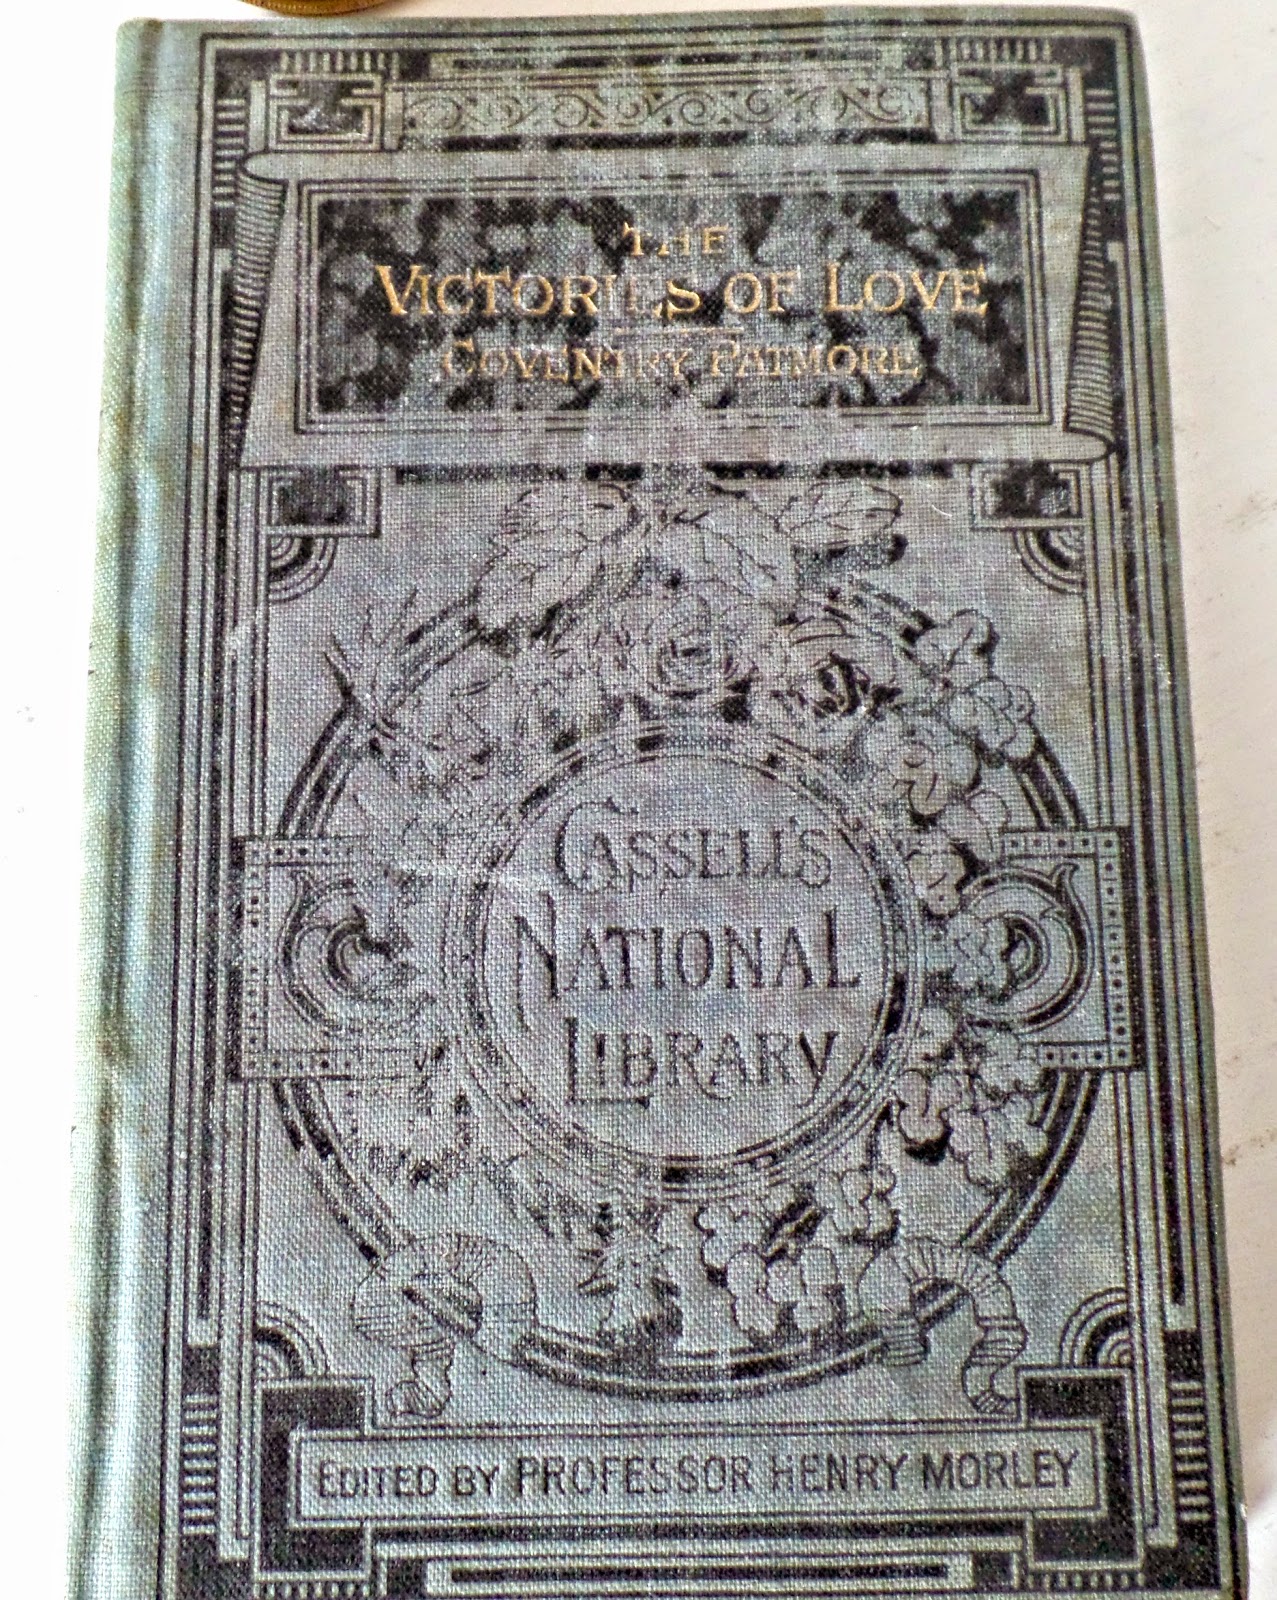 THE
VICTORIES OF LOVE
COVENTRY PATMORE
CASSELL'S
NATIONAL
LIBRARY
EDITED BY PROFESSOR HENRY MORLEY